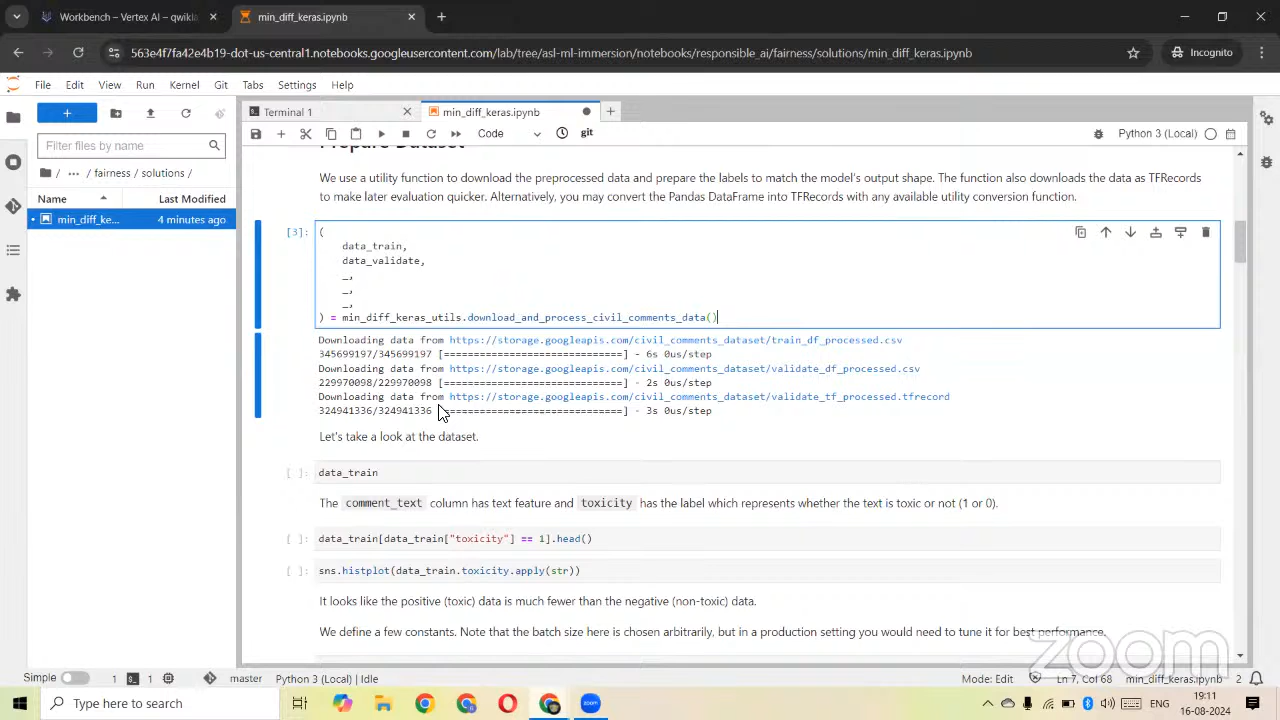 Workbench – Vertex AI – qwikla
min_diff_keras.ipynb
563e4f7fa42e4b19-dot-us-central1.notebooks.googleusercontent.com/lab/tree/asl-ml-immersion/notebooks/responsible_ai/fairness/solutions/min_diff_keras.ipynb
Incognito
File Edit View Run Kernel Git Tabs Settings Help
Terminal 1
min_diff_keras.ipynb
Code
git
Python 3 (Local)
Filter files by name
/ ... / fairness / solutions /
Name
Last Modified
min_diff_ke...
4 minutes ago
Prepare Dataset
We use a utility function to download the preprocessed data and prepare the labels to match the model's output shape. The function also downloads the data as TFRecords
to make later evaluation quicker. Alternatively, you may convert the Pandas DataFrame into TFRecords with any available utility conversion function.
[3]: (
data_train,
data_validate,
_,
_,
_,
) = min_diff_keras_utils.download_and_process_civil_comments_data()
Downloading data from https://storage.googleapis.com/civil_comments_dataset/train_df_processed.csv
345699197/345699197 [==============================] - 6s 0us/step
Downloading data from https://storage.googleapis.com/civil_comments_dataset/validate_df_processed.csv
229970098/229970098 [==============================] - 2s 0us/step
Downloading data from https://storage.googleapis.com/civil_comments_dataset/validate_tf_processed.tfrecord
324941336/324941336 [==============================] - 3s 0us/step
Let's take a look at the dataset.
[ ]: data_train
The comment_text column has text feature and toxicity has the label which represents whether the text is toxic or not (1 or 0).
[ ]: data_train[data_train["toxicity"] == 1].head()
[ ]: sns.histplot(data_train.toxicity.apply(str))
It looks like the positive (toxic) data is much fewer than the negative (non-toxic) data.
We define a few constants. Note that the batch size here is chosen arbitrarily, but in a production setting you would need to tune it for best performance.
zoom
Simple 1 1 master Python 3 (Local) | Idle
Mode: Edit Ln 7, Col 68 min_diff_keras.ipynb 2
Type here to search
zoom
ENG
19:11
16-08-2024